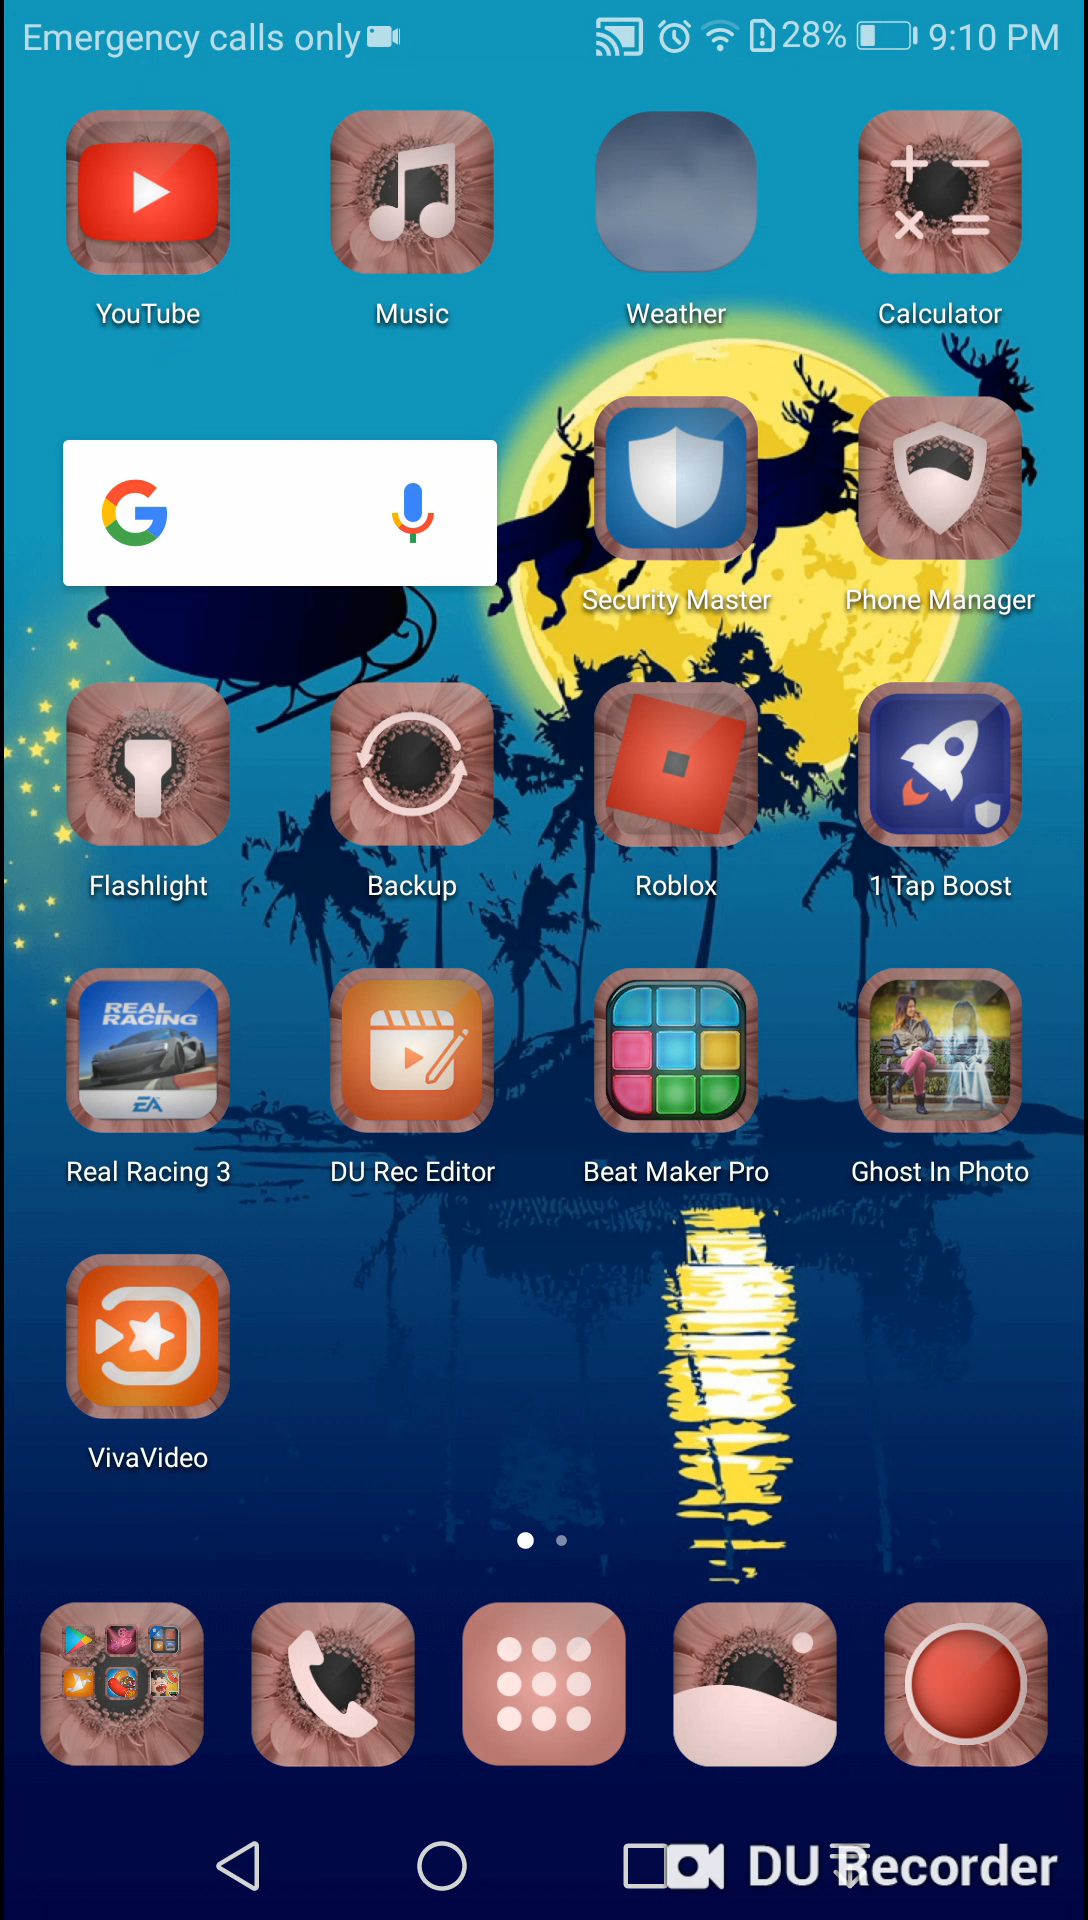 Emergency calls only 28% 9:10 PM
YouTube Music Weather Calculator
Security Master Phone Manager
Flashlight Backup Roblox 1 Tap Boost
REAL
RACING
EA
Real Racing 3 DU Rec Editor Beat Maker Pro Ghost In Photo
VivaVideo
DU Recorder